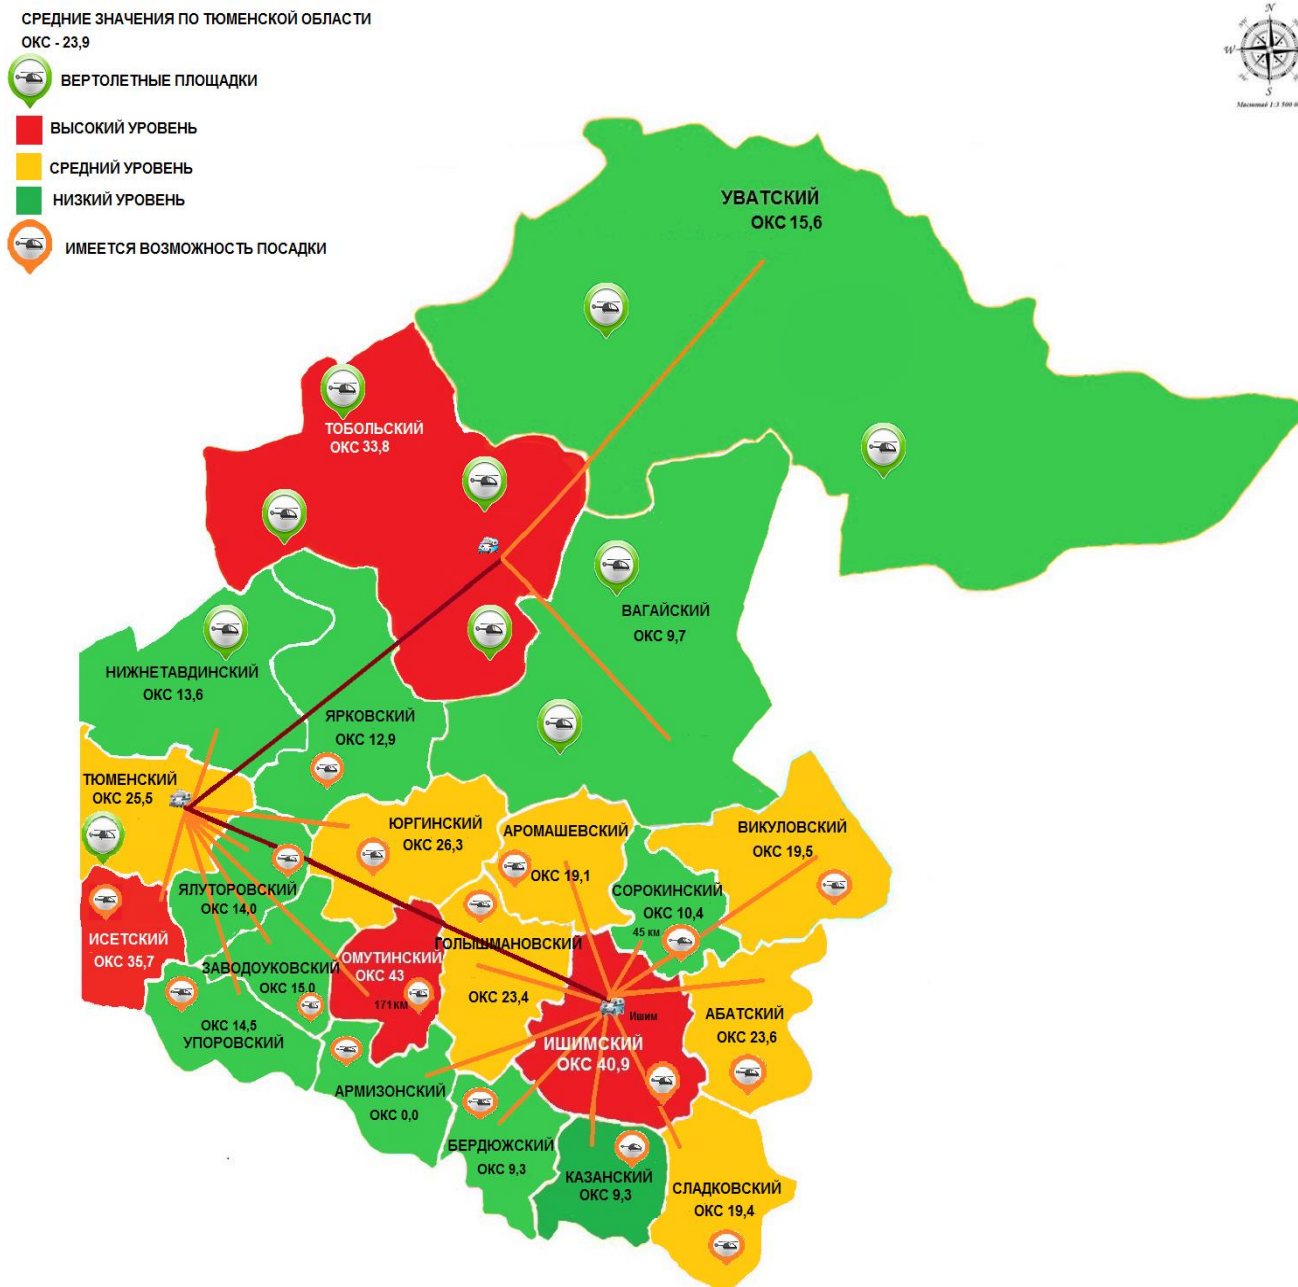 СРЕДНИЕ ЗНАЧЕНИЯ ПО ТЮМЕНСКОЙ ОБЛАСТИ
ОКС - 23,9
ВЕРТОЛЕТНЫЕ ПЛОЩАДКИ
ВЫСОКИЙ УРОВЕНЬ
СРЕДНИЙ УРОВЕНЬ
НИЗКИЙ УРОВЕНЬ
ИМЕЕТСЯ ВОЗМОЖНОСТЬ ПОСАДКИ
N
W
S
Масштаб 1:3 500
УВАТСКИЙ
ОКС 15,6
ТОБОЛЬСКИЙ
ОКС 33,8
ВАГАЙСКИЙ
ОКС 9,7
НИЖНЕТАВДИНСКИЙ
ОКС 13,6
ЯРКОВСКИЙ
ОКС 12,9
ТЮМЕНСКИЙ
ОКС 25,5
ЮРГИНСКИЙ
ОКС 26,3
АРОМАШЕВСКИЙ
ОКС 19,1
ВИКУЛОВСКИЙ
ОКС 19,5
СОРОКИНСКИЙ
ОКС 10,4
45 км
ЯЛУТОРОВСКИЙ
ОКС 14,0
ИСЕТСКИЙ
ОКС 35,7
ЗАВОДОУКОВСКИЙ
ОКС 15,0
ОМУТИНСКИЙ
ОКС 43
171 КМ
ГОЛЫШМАНОВСКИЙ
ОКС 23,4
Ишим
ИШИМСКИЙ
ОКС 40,9
АБАТСКИЙ
ОКС 23,6
ОКС 14,5
УПОРОВСКИЙ
АРМИЗОНСКИЙ
ОКС 0,0
БЕРДЮЖСКИЙ
ОКС 9,3
КАЗАНСКИЙ
ОКС 9,3
СЛАДКОВСКИЙ
ОКС 19,4